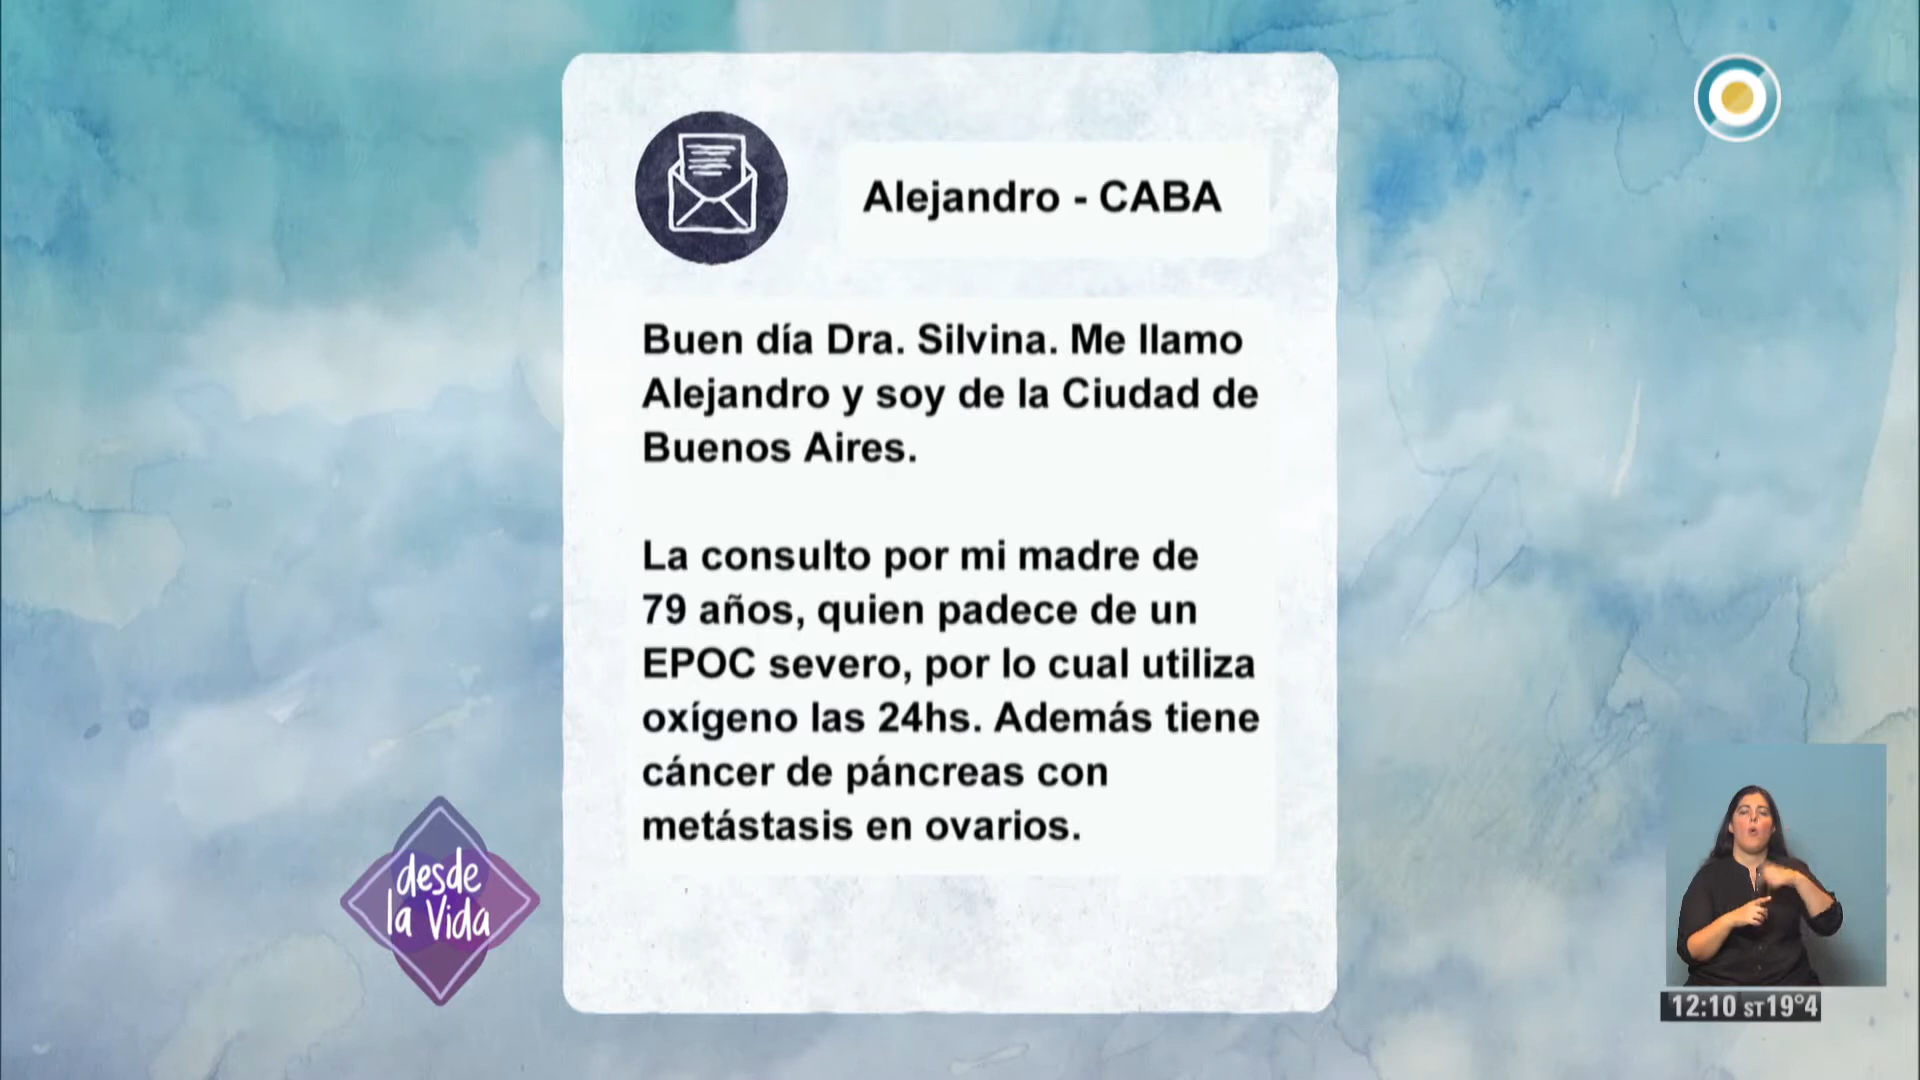 Alejandro - CABA
Buen día Dra. Silvina. Me llamo
Alejandro y soy de la Ciudad de
Buenos Aires.
La consulto por mi madre de
79 años, quien padece de un
EPOC severo, por lo cual utiliza
oxígeno las 24hs. Además tiene
cáncer de páncreas con
metástasis en ovarios.
desde
la Vida
12:10 ST 19°4